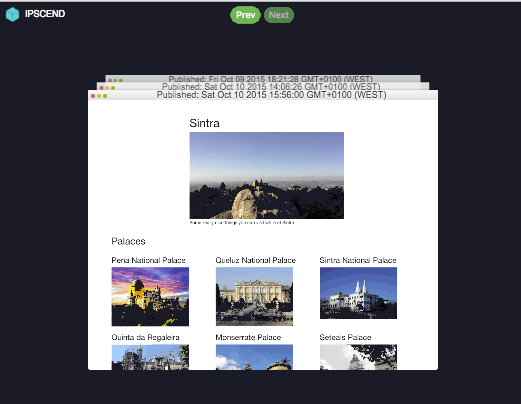 IPSCEND
Prev Next
Published: Fri Oct 09 2015 18:21:28 GMT+0100 (WEST)
Published: Sat Oct 10 2015 14:06:26 GMT+0100 (WEST)
Published: Sat Oct 10 2015 15:56:00 GMT+0100 (WEST)
Sintra
Palaces
Pena National Palace Queluz National Palace Sintra National Palace
Quinta da Regaleira Monserrate Palace Seteais Palace